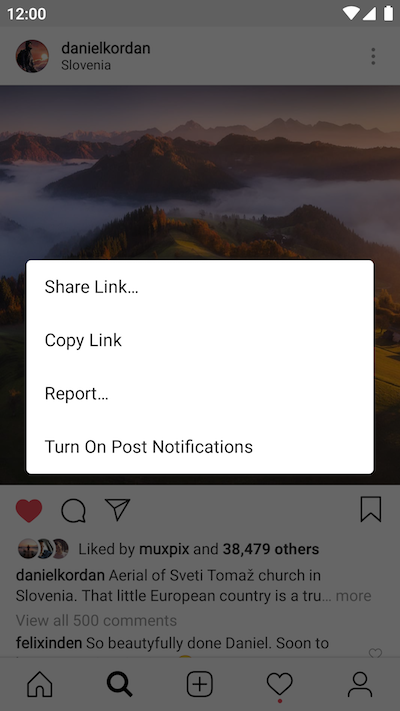 12:00
danielkordan
Slovenia
Share Link...
Copy Link
Report...
Turn On Post Notifications
Liked by muxpix and 38,479 others
danielkordan Aerial of Sveti Tomaž church in
Slovenia. That little European country is a tru... more
View all 500 comments
felixinden So beautyfully done Daniel. Soon to